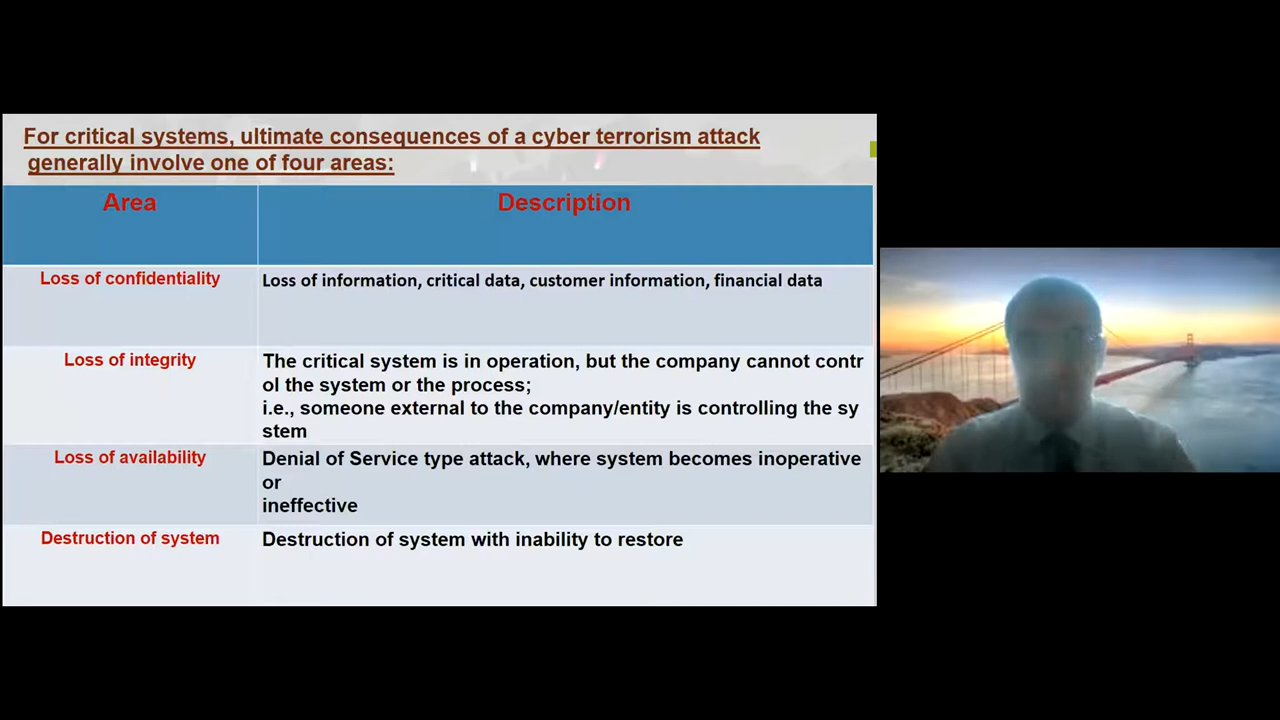 For critical systems, ultimate consequences of a cyber terrorism attack
generally involve one of four areas:
Area
Description
Loss of confidentiality
Loss of information, critical data, customer information, financial data
Loss of integrity
The critical system is in operation, but the company cannot contr
ol the system or the process;
i.e., someone external to the company/entity is controlling the sy
stem
Loss of availability
Denial of Service type attack, where system becomes inoperative
or
ineffective
Destruction of system
Destruction of system with inability to restore